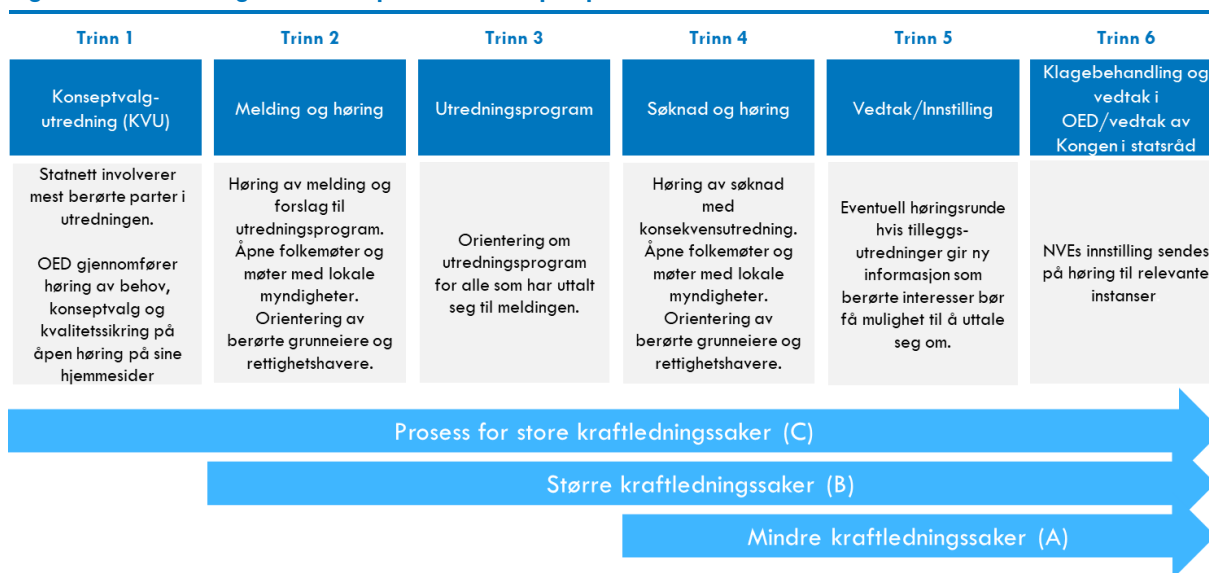 Trinn 1
Trinn 2
Trinn 3
Trinn 4
Trinn 5
Trinn 6
Konseptvalg-
utredning (KVU)
Melding og høring
Utredningsprogram
Søknad og høring
Vedtak/Innstilling
Klagebehandling og
vedtak i
OED/vedtak av
Kongen i statsråd
Statnett involverer
mest berørte parter i
utredningen.
OED gjennomfører
høring av behov,
konseptvalg og
kvalitetssikring på
åpen høring på sine
hjemmesider
Høring av melding og
forslag til
utredningsprogram.
Åpne folkemøter og
møter med lokale
myndigheter.
Orientering av
berørte grunneiere og
rettighetshavere.
Orientering om
utredningsprogram
for alle som har uttalt
seg til meldingen.
Høring av søknad
med
konsekvensutredning.
Åpne folkemøter og
møter med lokale
myndigheter.
Orientering av
berørte grunneiere og
rettighetshavere.
Eventuell høringsrunde
hvis tilleggs-
utredninger gir ny
informasjon som
berørte interesser bør
få mulighet til å uttale
seg om.
NVEs innstilling sendes
på høring til relevante
instanser
Prosess for store kraftledningssaker (C)
Større kraftledningssaker (B)
Mindre kraftledningssaker (A)